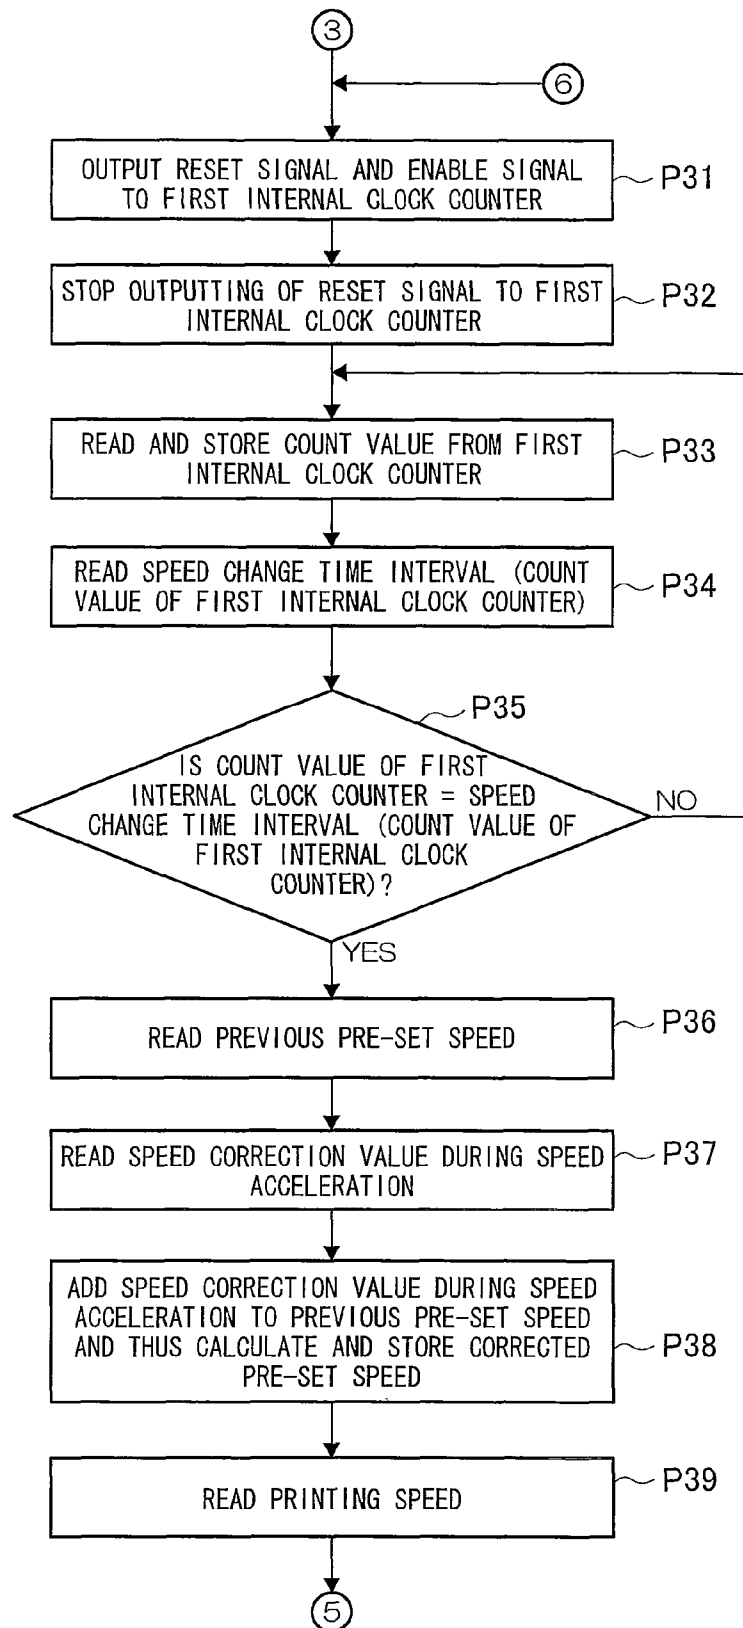 ③
⑥
OUTPUT RESET SIGNAL AND ENABLE SIGNAL
TO FIRST INTERNAL CLOCK COUNTER
P31
STOP OUTPUTTING OF RESET SIGNAL TO FIRST
INTERNAL CLOCK COUNTER
P32
READ AND STORE COUNT VALUE FROM FIRST
INTERNAL CLOCK COUNTER
P33
READ SPEED CHANGE TIME INTERVAL (COUNT
VALUE OF FIRST INTERNAL CLOCK COUNTER)
P34
P35
IS COUNT VALUE OF FIRST
INTERNAL CLOCK COUNTER = SPEED
CHANGE TIME INTERVAL (COUNT VALUE OF
FIRST INTERNAL CLOCK
COUNTER)?
NO
YES
READ PREVIOUS PRE-SET SPEED
P36
READ SPEED CORRECTION VALUE DURING SPEED
ACCELERATION
P37
ADD SPEED CORRECTION VALUE DURING SPEED
ACCELERATION TO PREVIOUS PRE-SET SPEED
AND THUS CALCULATE AND STORE CORRECTED
PRE-SET SPEED
P38
READ PRINTING SPEED
P39
⑤